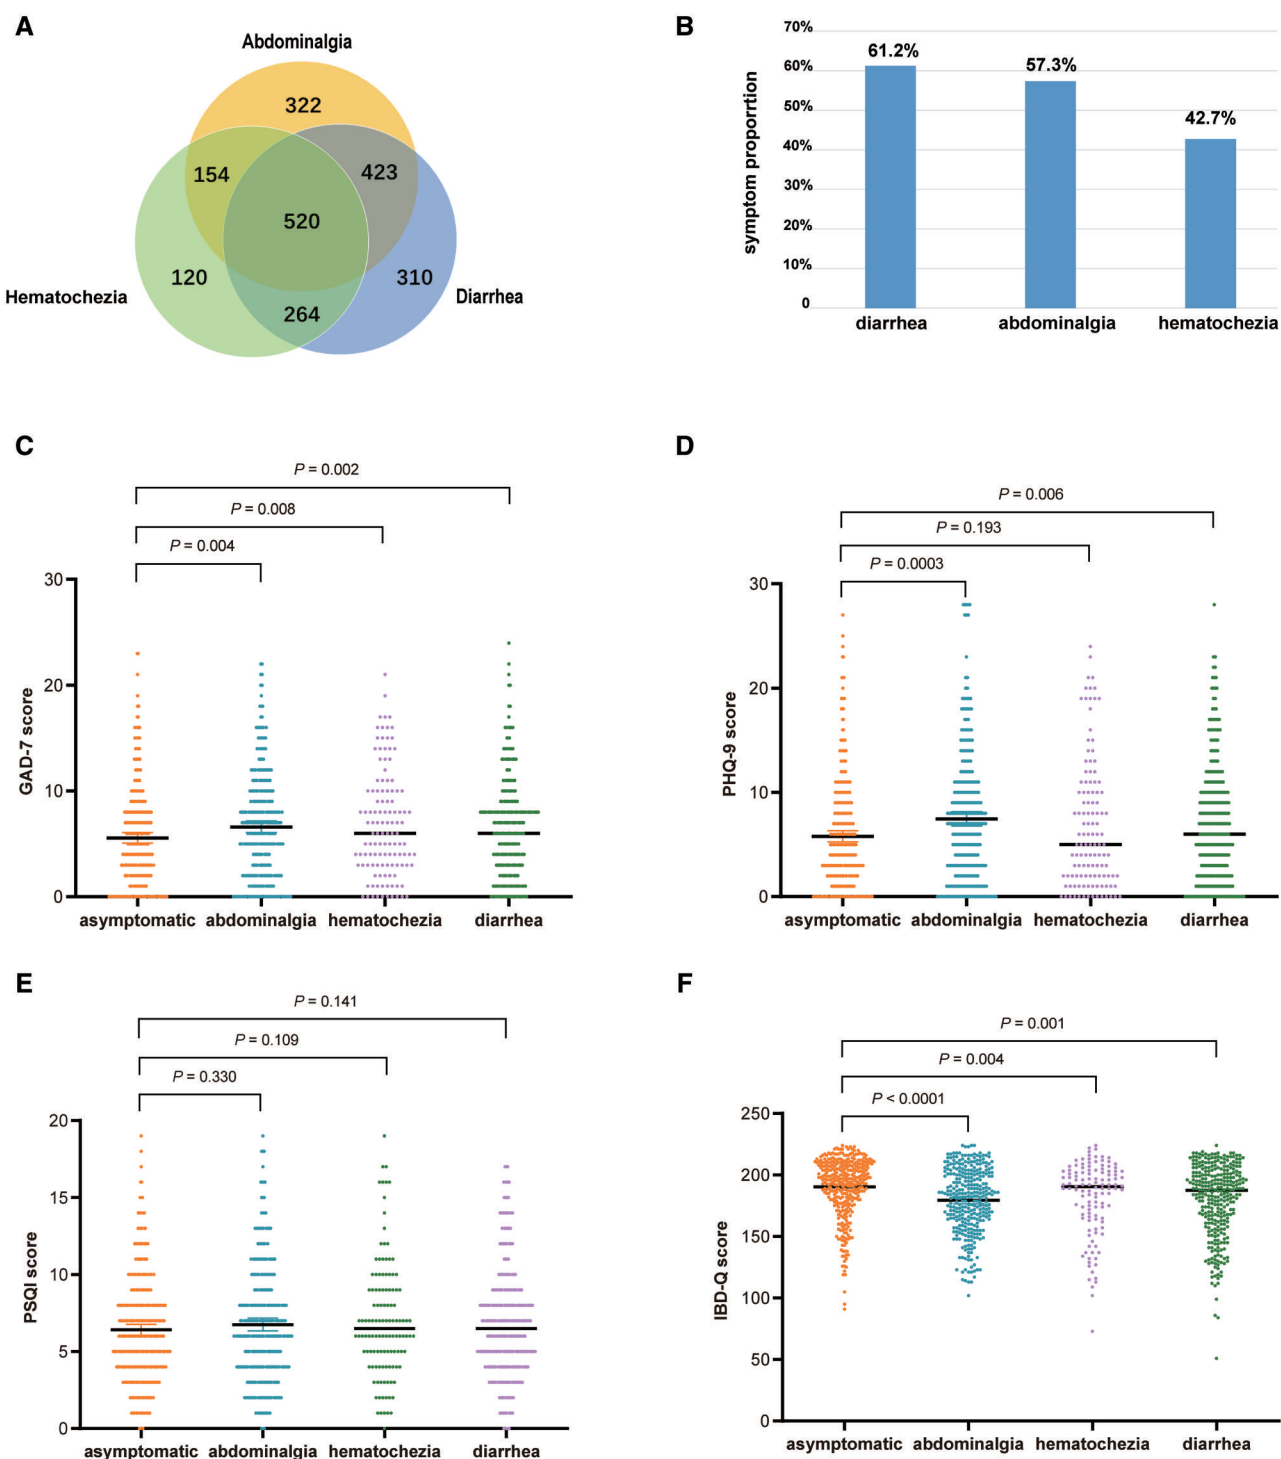 A
Abdominalgia
322
154
423
520
120
310
264
Hematochezia
Diarrhea
B
symptom proporrtion
70%
60%
50%
40%
30%
20%
10%
0
61.2%
57.3%
42.7%
diarrhea
abdominalgia
hematochezia
C
P = 0.002
P = 0.008
P = 0.004
GAD-7 score
30
20
10
0
asymptomatic
abdominalgia
hematochezia
diarrhea
D
P = 0.006
P = 0.193
P = 0.0003
PHQ-9 score
30
20
10
0
asymptomatic
abdominalgia
hematochezia
diarrhea
E
P = 0.141
P = 0.109
P = 0.330
PSQI score
20
15
10
5
0
asymptomatic
abdominalgia
hematochezia
diarrhea
F
P = 0.001
P = 0.004
P < 0.0001
IBD-Q score
250
200
150
100
50
0
asymptomatic
abdominalgia
hematochezia
diarrhea